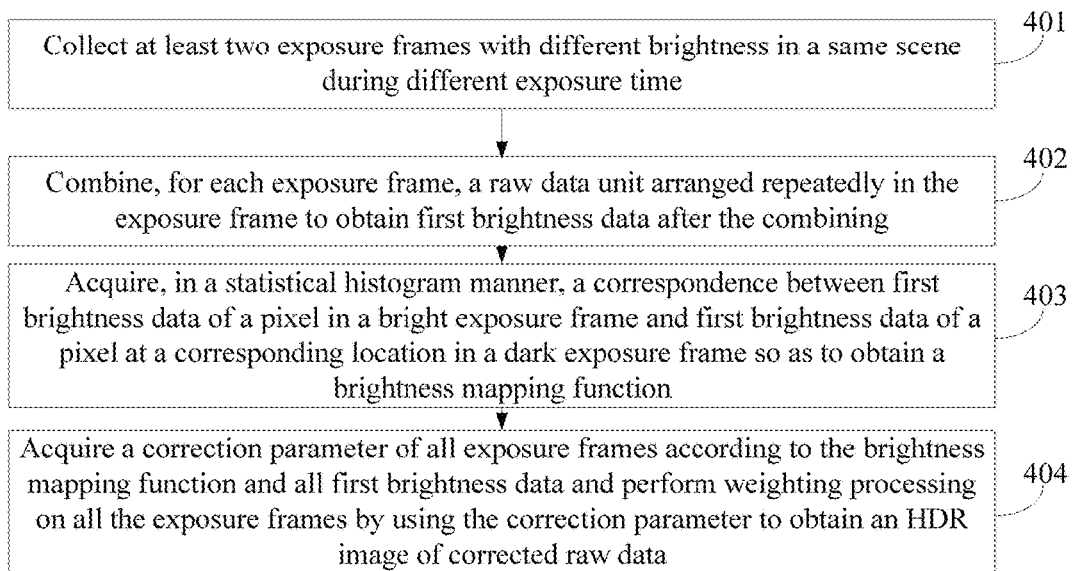 401
Collect at least two exposure frames with different brightness in a same scene
during different exposure time
402
Combine, for each exposure frame, a raw data unit arranged repeatedly in the
exposure frame to obtain first brightness data after the combining
403
Acquire, in a statistical histogram manner, a correspondence between first
brightness data of a pixel in a bright exposure frame and first brightness data of a
pixel at a corresponding location in a dark exposure frame so as to obtain a
brightness mapping function
404
Acquire a correction parameter of all exposure frames according to the brightness
mapping function and all first brightness data and perform weighting processing
on all the exposure frames by using the correction parameter to obtain an HDR
image of corrected raw data